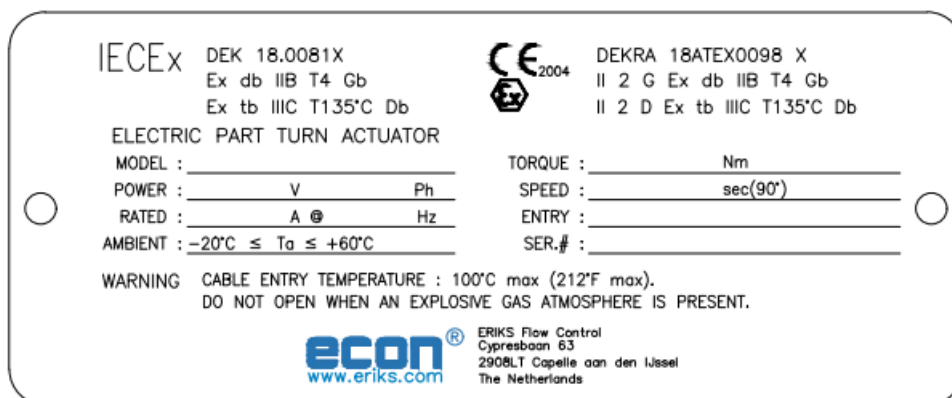 IECEx DEK 18.0081X
Ex db IIB T4 Gb
Ex tb IIIC T135°C Db
CE 2004 DEKRA 18ATEX0098 X
Ex II 2 G Ex db IIB T4 Gb
II 2 D Ex tb IIIC T135°C Db
ELECTRIC PART TURN ACTUATOR
MODEL :
POWER : V Ph
RATED : A @ Hz
AMBIENT : -20°C ≤ Ta ≤ +60°C
TORQUE : Nm
SPEED : sec(90°)
ENTRY :
SER.# :
WARNING CABLE ENTRY TEMPERATURE : 100°C max (212°F max).
DO NOT OPEN WHEN AN EXPLOSIVE GAS ATMOSPHERE IS PRESENT.
econ®
www.eriks.com
ERIKS Flow Control
Cypresbaan 63
2908LT Capelle aan den IJssel
The Netherlands